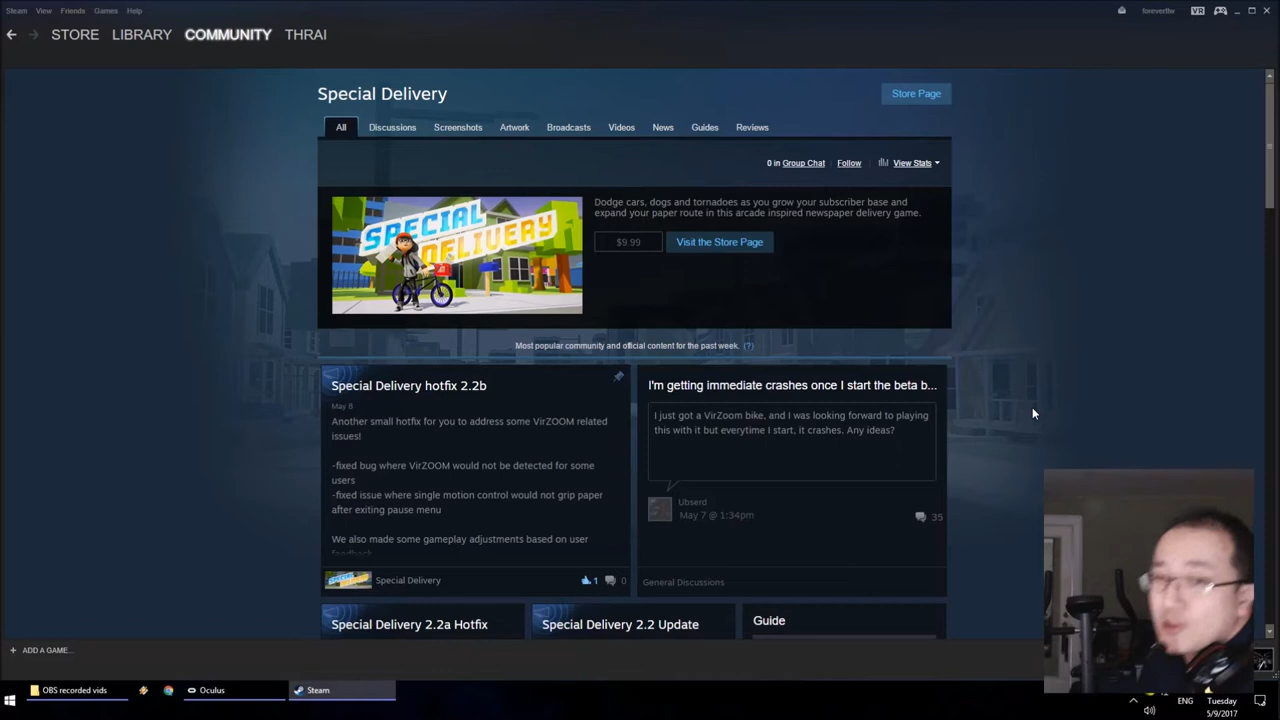 Steam View Friends Games Help
forevertfw
VR
STORE LIBRARY COMMUNITY THRAI
Special Delivery
Store Page
All Discussions Screenshots Artwork Broadcasts Videos News Guides Reviews
0 in Group Chat Follow View Stats
SPECIAL DELIVERY
Dodge cars, dogs and tornadoes as you grow your subscriber base and
expand your paper route in this arcade inspired newspaper delivery game.
$9.99 Visit the Store Page
Most popular community and official content for the past week. (?)
Special Delivery hotfix 2.2b
May 8
Another small hotfix for you to address some VirZOOM related
issues!
-fixed bug where VirZOOM would not be detected for some
users
-fixed issue where single motion control would not grip paper
after exiting pause menu
We also made some gameplay adjustments based on user
feedback
Special Delivery 1 0
I'm getting immediate crashes once I start the beta b...
I just got a VirZoom bike, and I was looking forward to playing
this with it but everytime I start, it crashes. Any ideas?
Ubserd
May 7 @ 1:34pm
35
General Discussions
Special Delivery 2.2a Hotfix
Special Delivery 2.2 Update
Guide
+ ADD A GAME...
OBS recorded vids
Oculus
Steam
ENG
Tuesday
5/9/2017